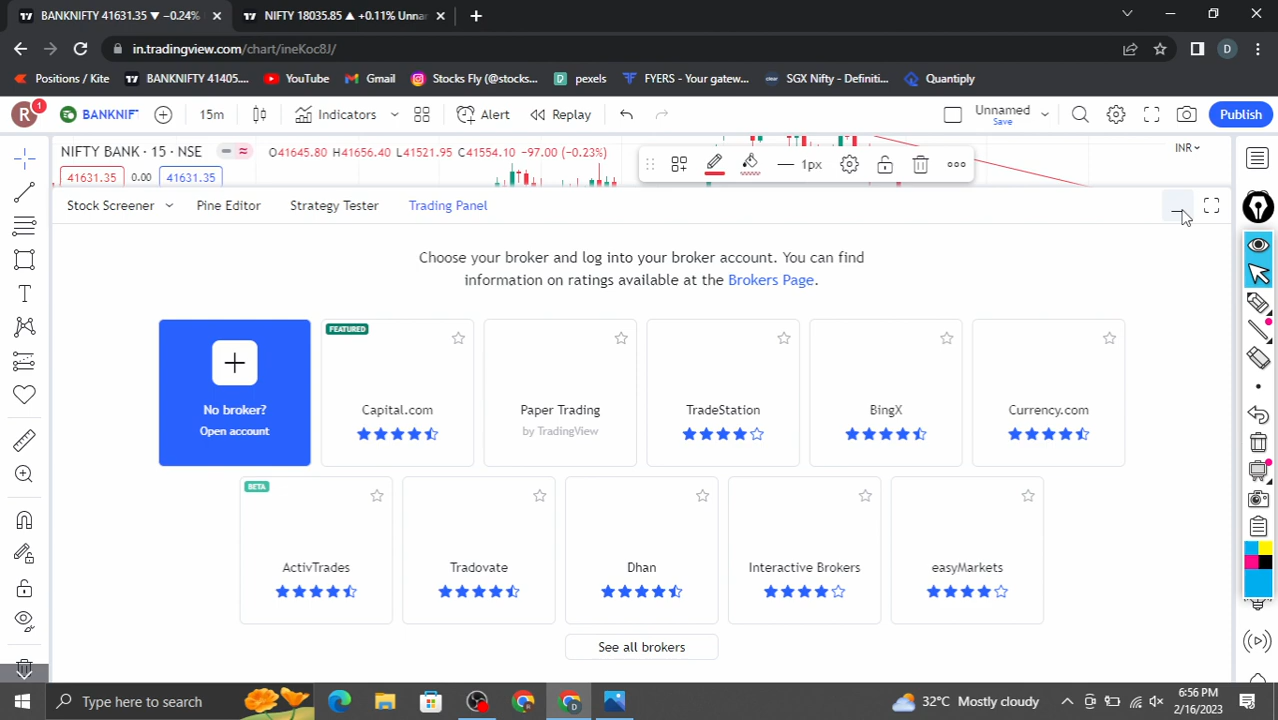 BANKNIFTY 41631.35 ▼ −0.24%
NIFTY 18035.85 ▲ +0.11% Unnar
in.tradingview.com/chart/ineKoc8J/
D
Positions / Kite
BANKNIFTY 41405....
YouTube
Gmail
Stocks Fly (@stocks...
pexels
FYERS - Your gatew...
SGX Nifty - Definiti...
Quantiply
R
1
BANKNIF
15m
Indicators
Alert
Replay
Unnamed
Save
Publish
NIFTY BANK · 15 · NSE
O41645.80 H41656.40 L41521.95 C41554.10 −97.00 (−0.23%)
INR
1px
41631.35
0.00
41631.35
Stock Screener
Pine Editor
Strategy Tester
Trading Panel
Choose your broker and log into your broker account. You can find
information on ratings available at the Brokers Page.
No broker?
Open account
FEATURED
Capital.com
Paper Trading
by TradingView
TradeStation
BingX
Currency.com
BETA
ActivTrades
Tradovate
Dhan
Interactive Brokers
easyMarkets
See all brokers
Type here to search
32°C Mostly cloudy
6:56 PM
2/16/2023